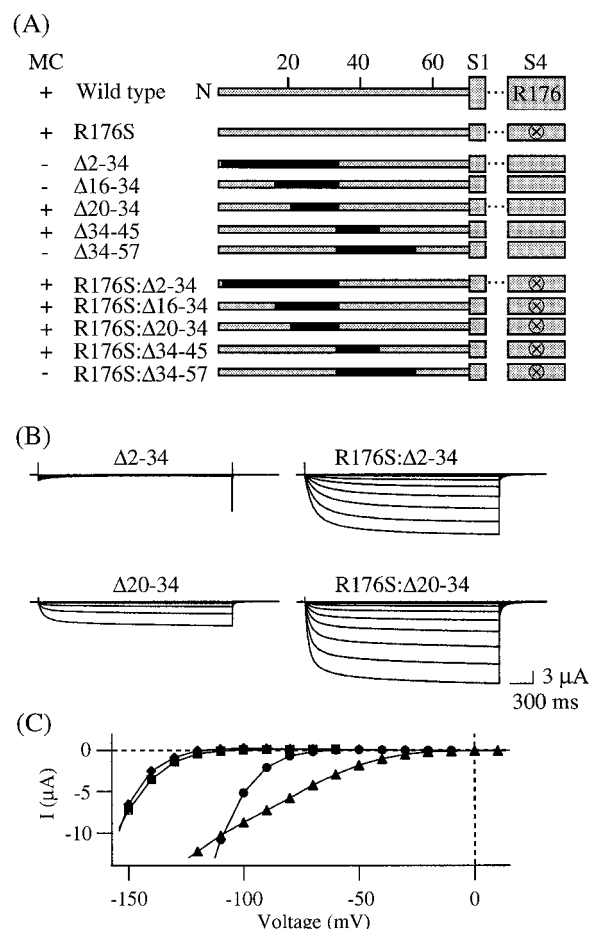 (A)
MC 20 40 60 S1 S4
+ Wild type N R176
+ R176S
- Δ2-34
- Δ16-34
+ Δ20-34
+ Δ34-45
- Δ34-57
+ R176S:Δ2-34
+ R176S:Δ16-34
+ R176S:Δ20-34
+ R176S:Δ34-45
- R176S:Δ34-57
(B)
Δ2-34 R176S:Δ2-34
Δ20-34 R176S:Δ20-34
3 μA
300 ms
(C)
0
-5
-10
I (μA)
-150 -100 -50 0
Voltage (mV)